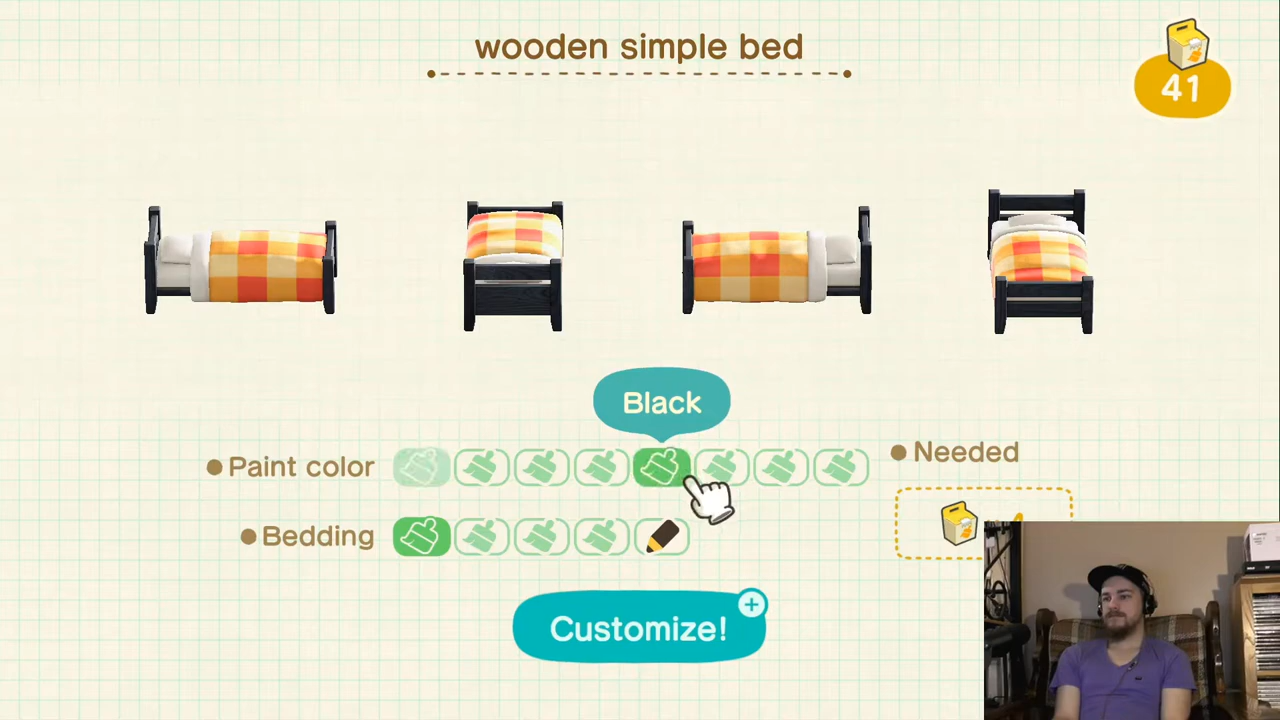 wooden simple bed
41
Black
Paint color
Needed
Bedding
Customize!